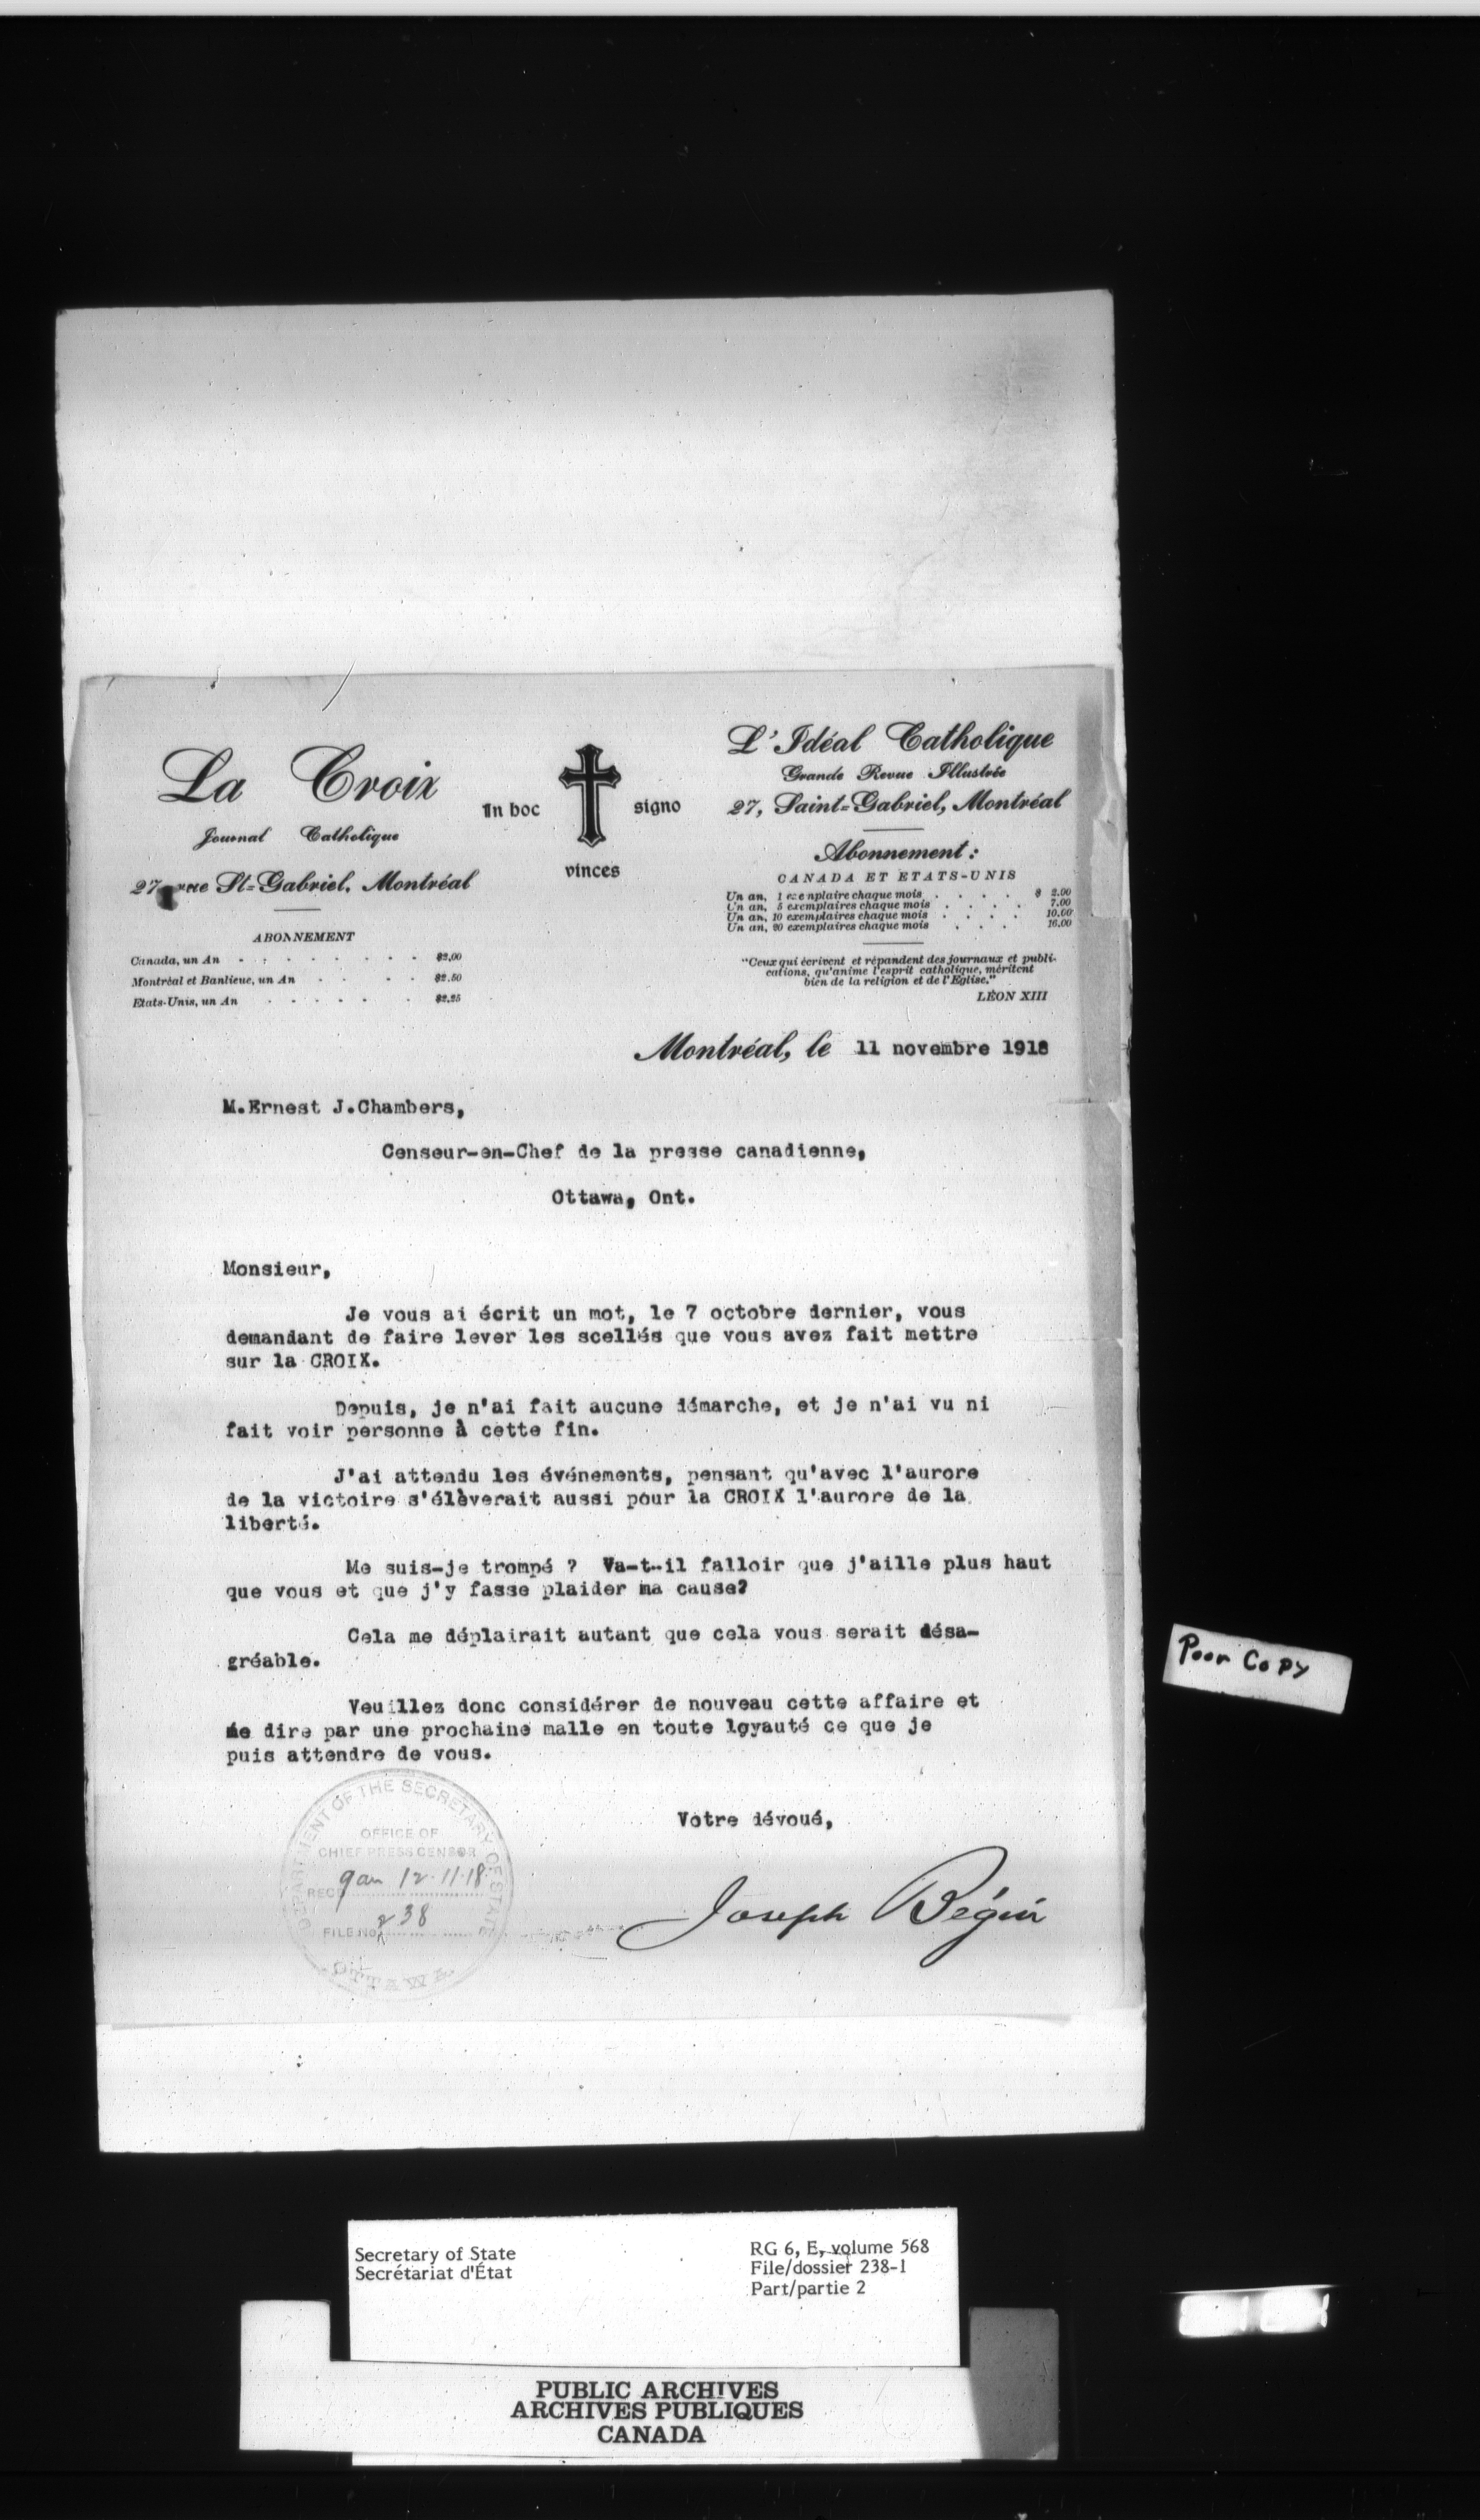 La Croix
Journal Catholique
27 rue St-Gabriel. Montréal
ABONNEMENT
Canada, un An - - - - - - - - $2.00
Montréal et Banlieue, un An - - - - $2.50
Etats-Unis, un An - - - - - - $2.25
In hoc signo
vinces
L'Idéal Catholique
Grande Revue Illustrée
27, Saint-Gabriel, Montréal
Abonnement :
CANADA ET ETATS-UNIS
Un an, 1 exemplaire chaque mois . . . . $ 2.00
Un an, 5 exemplaires chaque mois . . . . 7.00
Un an, 10 exemplaires chaque mois . . . . 10.00
Un an, 20 exemplaires chaque mois . . . 16.00
"Ceux qui écrivent et répandent des journaux et publi-
cations, qu'anime l'esprit catholique, méritent
bien de la religion et de l'Eglise."
LÉON XIII
Montréal, le 11 novembre 1918
M.Ernest J.Chambers,
Censeur-en-Chef de la presse canadienne,
Ottawa, Ont.
Monsieur,
Je vous ai écrit un mot, le 7 octobre dernier, vous
demandant de faire lever les scellés que vous avez fait mettre
sur la CROIX.
Depuis, je n'ai fait aucune démarche, et je n'ai vu ni
fait voir personne à cette fin.
J'ai attendu les événements, pensant qu'avec l'aurore
de la victoire s'élèverait aussi pour la CROIX l'aurore de la
liberté.
Me suis-je trompé ? Va-t-il falloir que j'aille plus haut
que vous et que j'y fasse plaider ma cause?
Cela me déplairait autant que cela vous serait désa-
gréable.
Veuillez donc considérer de nouveau cette affaire et
me dire par une prochaine malle en toute loyauté ce que je
puis attendre de vous.
Votre dévoué,
Joseph Bégin
DEPARTMENT OF THE SECRETARY OF STATE
OFFICE OF
CHIEF PRESS CENSOR
RECD 12-11-18
FILE No. 238
OTTAWA
Poor Copy
Secretary of State
Secrétariat d'État
RG 6, E, volume 568
File/dossier 238-1
Part/partie 2
PUBLIC ARCHIVES
ARCHIVES PUBLIQUES
CANADA